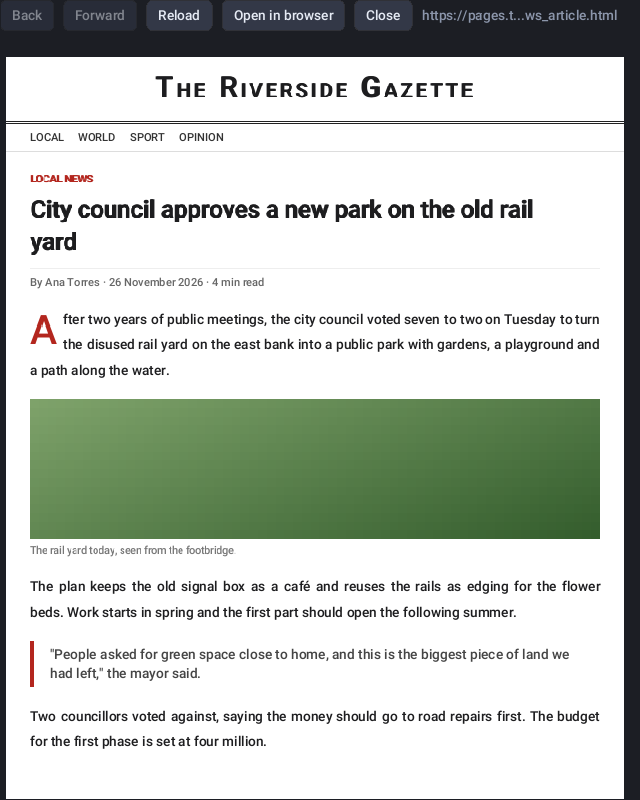 Back Forward Reload Open in browser Close https://pages.t...ws_article.html
The Riverside Gazette
LOCAL WORLD SPORT OPINION
LOCAL NEWS
City council approves a new park on the old rail
yard
By Ana Torres · 26 November 2026 · 4 min read
After two years of public meetings, the city council voted seven to two on Tuesday to turn
the disused rail yard on the east bank into a public park with gardens, a playground and
a path along the water.
The rail yard today, seen from the footbridge.
The plan keeps the old signal box as a café and reuses the rails as edging for the flower
beds. Work starts in spring and the first part should open the following summer.
"People asked for green space close to home, and this is the biggest piece of land we
had left," the mayor said.
Two councillors voted against, saying the money should go to road repairs first. The budget
for the first phase is set at four million.